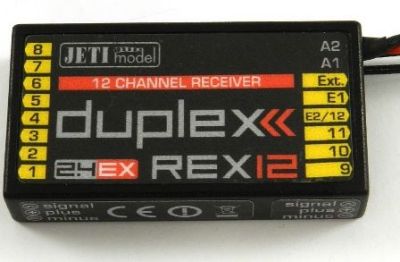 8
7
6
5
4
3
2
1
JETI model
12 CHANNEL RECEIVER
duplex
2.4EX REX12
A2
A1
Ext.
E1
E2/12
11
10
9
signal
plus
minus
CE
signal
plus
minus